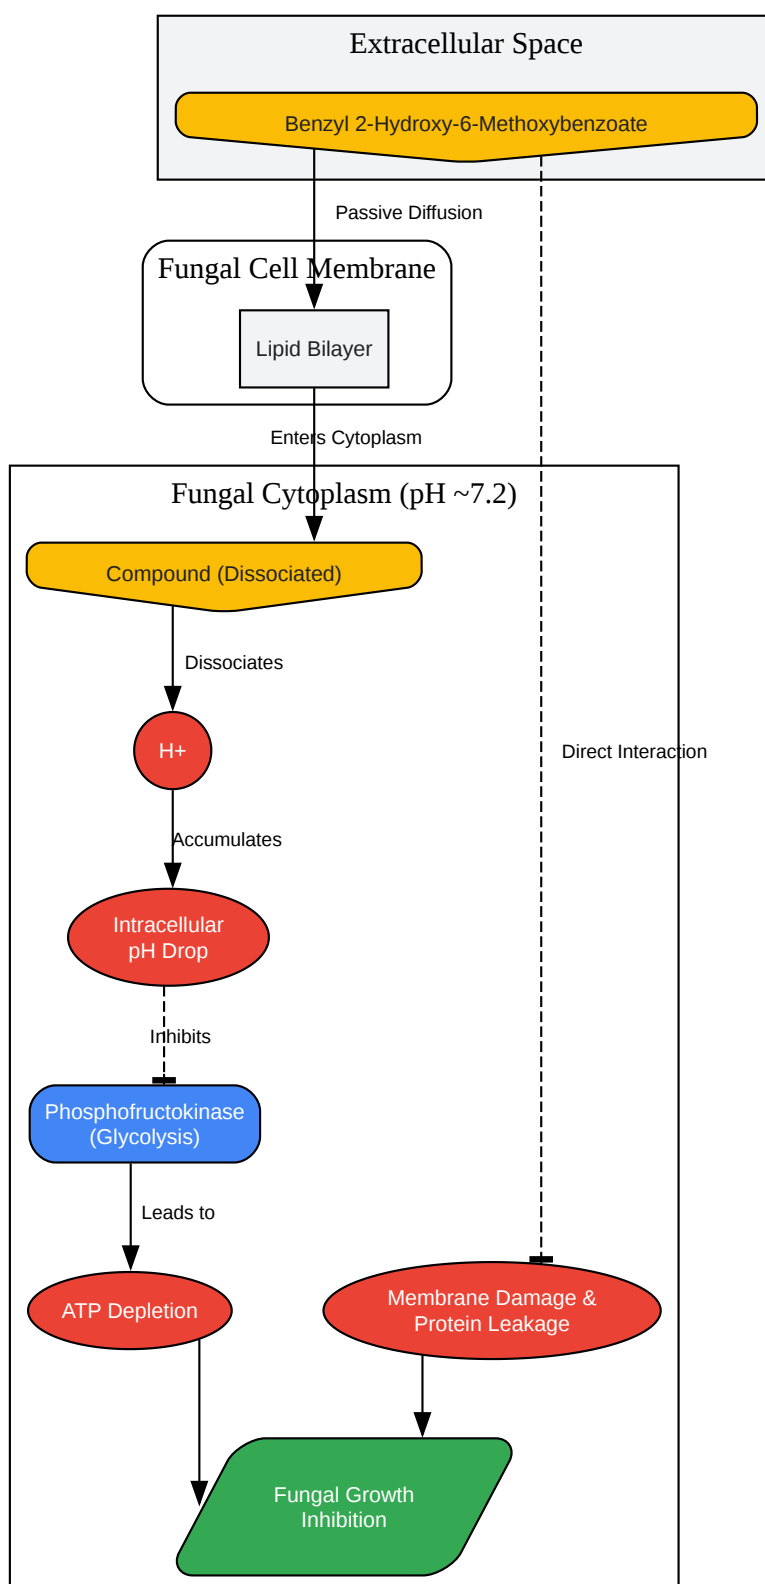 Extracellular Space
Benzyl 2-Hydroxy-6-Methoxybenzoate
Passive Diffusion
Fungal Cell Membrane
Lipid Bilayer
Enters Cytoplasm
Fungal Cytoplasm (pH ~7.2)
Compound (Dissociated)
Dissociates
H+
Direct Interaction
Accumulates
Intracellular
pH Drop
Inhibits
Phosphofructokinase
(Glycolysis)
Leads to
ATP Depletion
Membrane Damage &
Protein Leakage
Fungal Growth
Inhibition